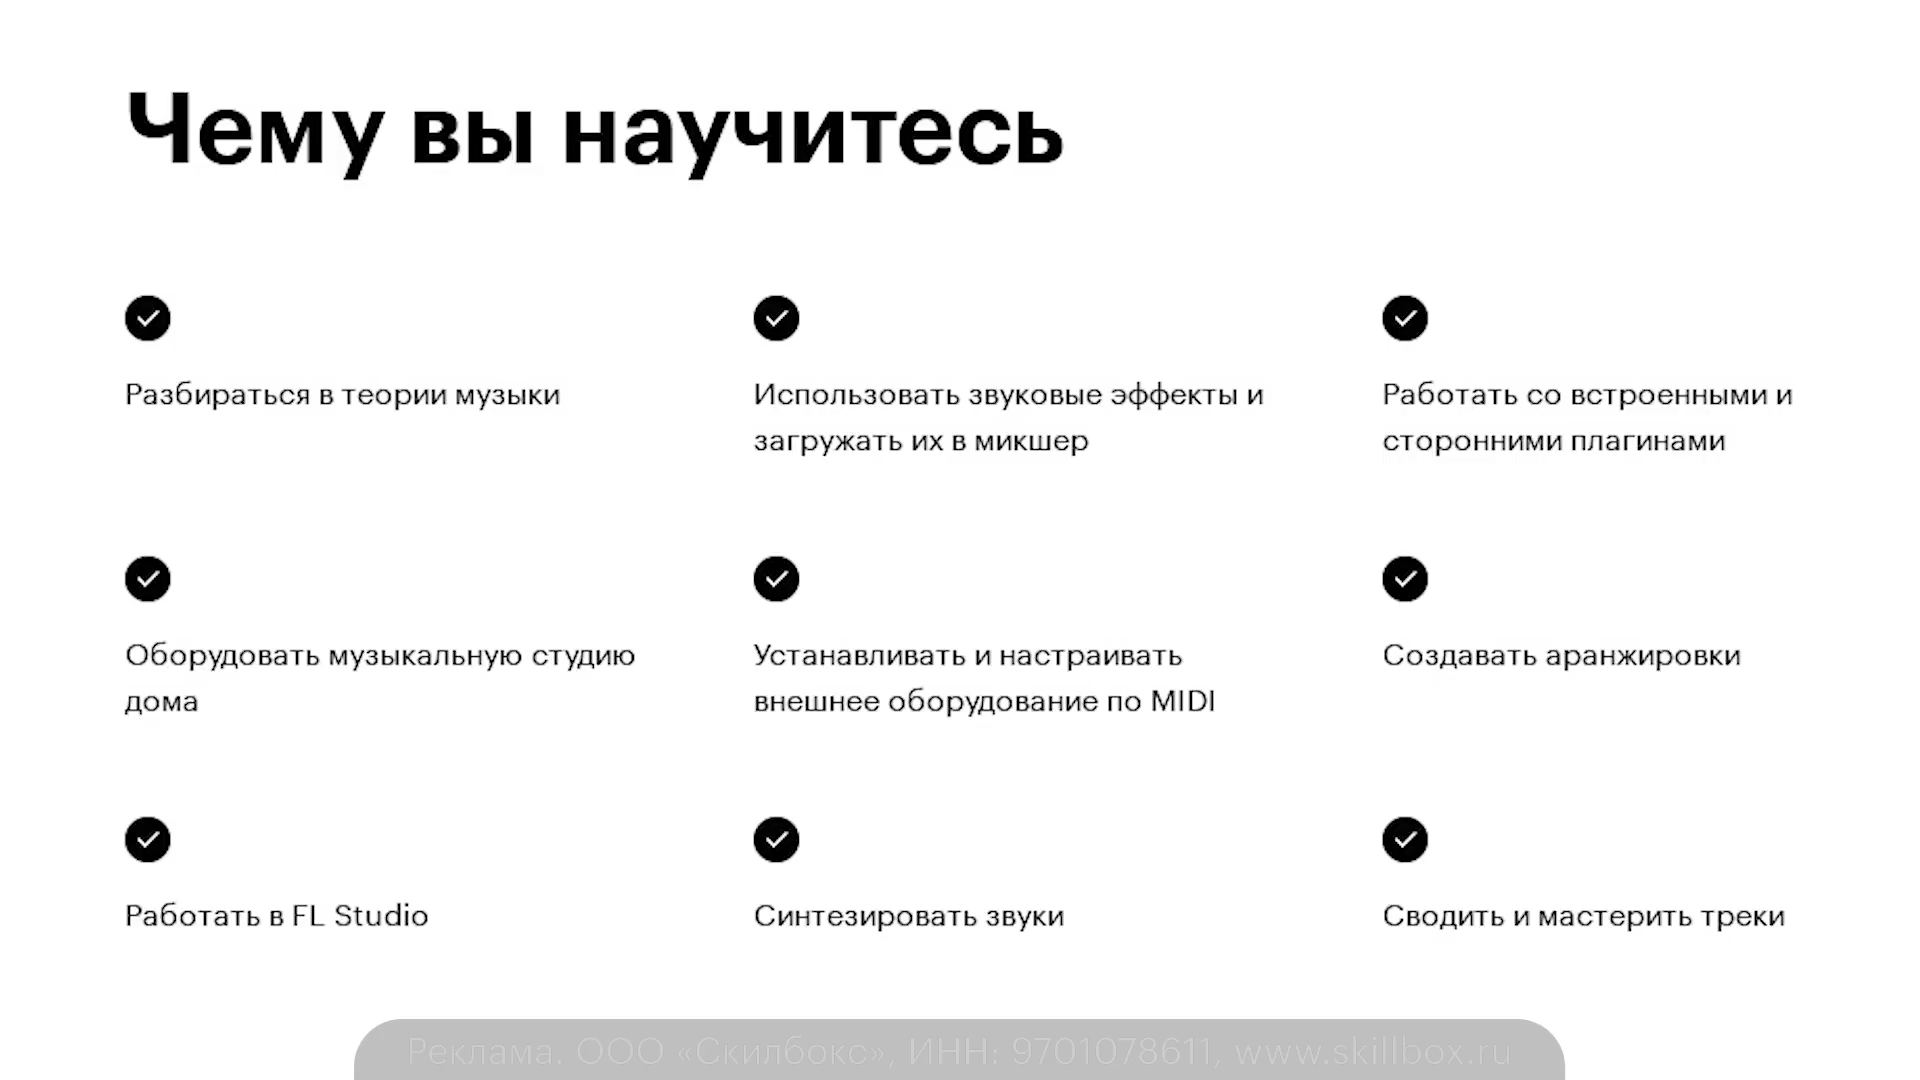 Чему вы научитесь
Разбираться в теории музыки
Использовать звуковые эффекты и
загружать их в микшер
Работать со встроенными и
сторонними плагинами
Оборудовать музыкальную студию
дома
Устанавливать и настраивать
внешнее оборудование по MIDI
Создавать аранжировки
Работать в FL Studio
Синтезировать звуки
Сводить и мастерить треки
Реклама. ООО «Скилбокс», ИНН: 9701078611, www.skillbox.ru